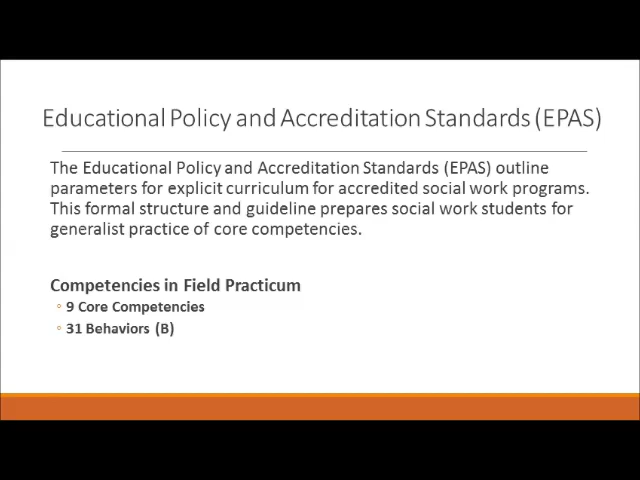 Educational Policy and Accreditation Standards (EPAS)
The Educational Policy and Accreditation Standards (EPAS) outline
parameters for explicit curriculum for accredited social work programs.
This formal structure and guideline prepares social work students for
generalist practice of core competencies.
Competencies in Field Practicum
◦ 9 Core Competencies
◦ 31 Behaviors (B)